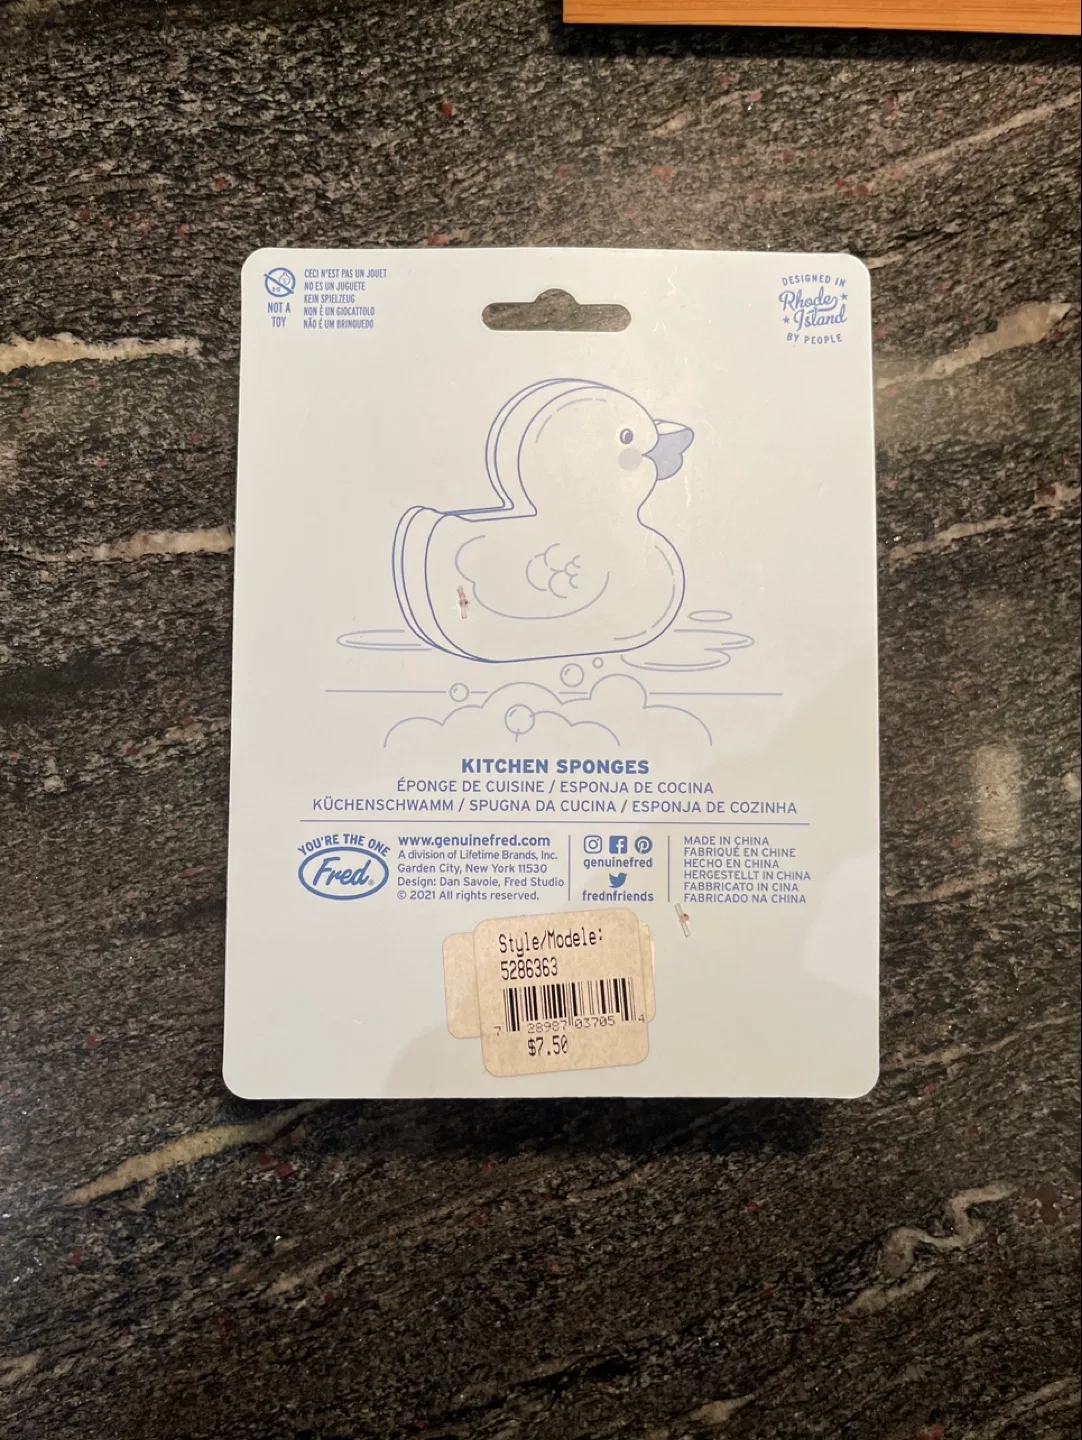 NOT A
TOY
CECI N'EST PAS UN JOUET
NO ES UN JUGUETE
KEIN SPIELZEUG
NON È UN GIOCATTOLO
NÃO É UM BRINQUEDO
DESIGNED IN
Rhode
Island
BY PEOPLE
KITCHEN SPONGES
ÉPONGE DE CUISINE / ESPONJA DE COCINA
KÜCHENSCHWAMM / SPUGNA DA CUCINA / ESPONJA DE COZINHA
YOU'RE THE ONE
Fred®
www.genuinefred.com
A division of Lifetime Brands, Inc.
Garden City, New York 11530
Design: Dan Savoie, Fred Studio
© 2021 All rights reserved.
genuinefred
frednfriends
MADE IN CHINA
FABRIQUÉ EN CHINE
HECHO EN CHINA
HERGESTELLT IN CHINA
FABBRICATO IN CINA
FABRICADO NA CHINA
Style/Modele:
5286363
7 28987 03705 4
$7.50